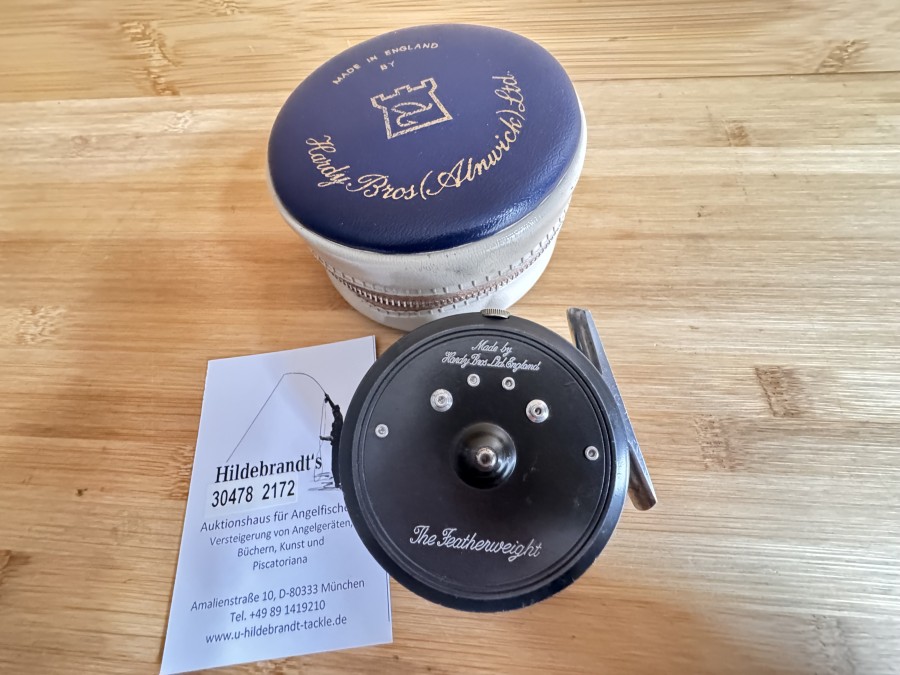 MADE IN ENGLAND
BY
Hardy Bros (Alnwick) Ltd.
Made by
Hardy Bros. Ltd. England
The Featherweight
Hildebrandt's
30478 2172
Auktionshaus für Angelfische
Versteigerung von Angelgeräten,
Büchern, Kunst und
Piscatoriana
Amalienstraße 10, D-80333 München
Tel. +49 89 1419210
www.u-hildebrandt-tackle.de